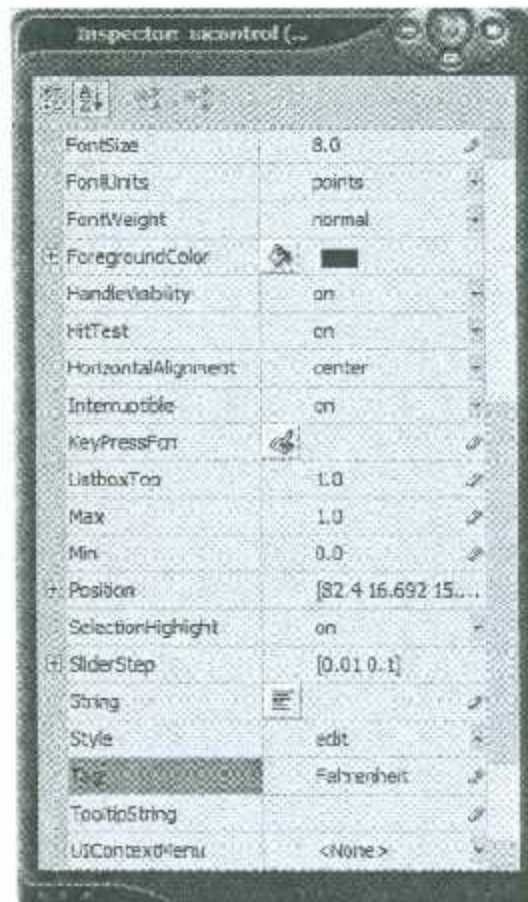 Inspector: uicontrol (...
FontSize 8.0
FontUnits points
FontWeight normal
ForegroundColor
HandleVisibility on
HitTest on
HorizontalAlignment center
Interruptible on
KeyPressFcn
ListboxTop 1.0
Max 1.0
Min 0.0
Position [82.4 16.692 15....
SelectionHighlight on
SliderStep [0.01 0.1]
String
Style edit
Tag Fahrenheit
TooltipString
UIContextMenu <None>